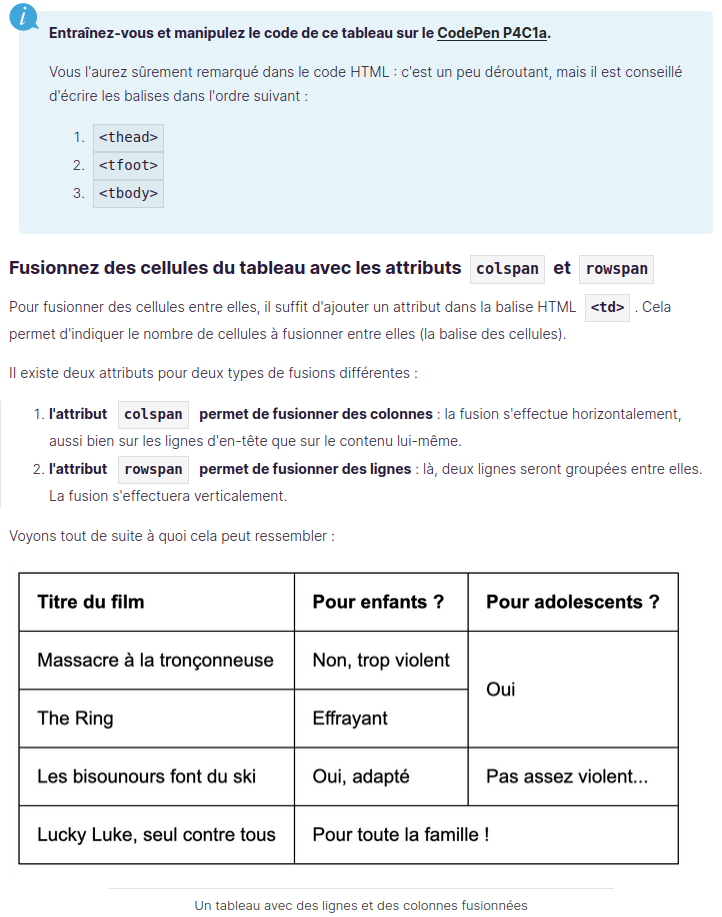 i
Entraînez-vous et manipulez le code de ce tableau sur le CodePen P4C1a.
Vous l'aurez sûrement remarqué dans le code HTML : c'est un peu déroutant, mais il est conseillé
d'écrire les balises dans l'ordre suivant :
1. <thead>
2. <tfoot>
3. <tbody>
Fusionnez des cellules du tableau avec les attributs colspan et rowspan
Pour fusionner des cellules entre elles, il suffit d'ajouter un attribut dans la balise HTML <td> . Cela
permet d'indiquer le nombre de cellules à fusionner entre elles (la balise des cellules).
Il existe deux attributs pour deux types de fusions différentes :
1. l'attribut colspan permet de fusionner des colonnes : la fusion s'effectue horizontalement,
aussi bien sur les lignes d'en-tête que sur le contenu lui-même.
2. l'attribut rowspan permet de fusionner des lignes : là, deux lignes seront groupées entre elles.
La fusion s'effectuera verticalement.
Voyons tout de suite à quoi cela peut ressembler :
Titre du film Pour enfants ? Pour adolescents ?
Massacre à la tronçonneuse Non, trop violent
Oui
The Ring Effrayant
Les bisounours font du ski Oui, adapté Pas assez violent...
Lucky Luke, seul contre tous Pour toute la famille !
Un tableau avec des lignes et des colonnes fusionnées